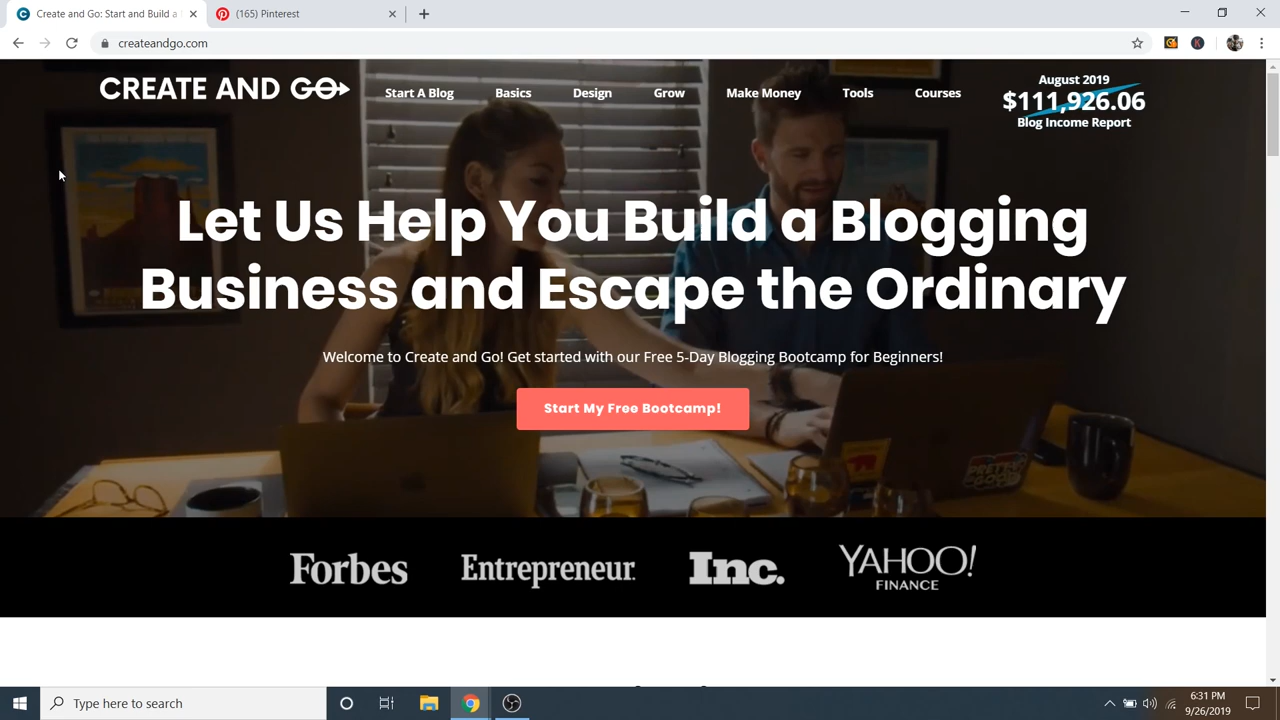 Create and Go: Start and Build a
(165) Pinterest
createandgo.com
CREATE AND GO
Start A Blog
Basics
Design
Grow
Make Money
Tools
Courses
August 2019
$111,926.06
Blog Income Report
Let Us Help You Build a Blogging
Business and Escape the Ordinary
Welcome to Create and Go! Get started with our Free 5-Day Blogging Bootcamp for Beginners!
Start My Free Bootcamp!
Forbes
Entrepreneur.
Inc.
YAHOO!
FINANCE
Type here to search
6:31 PM
9/26/2019